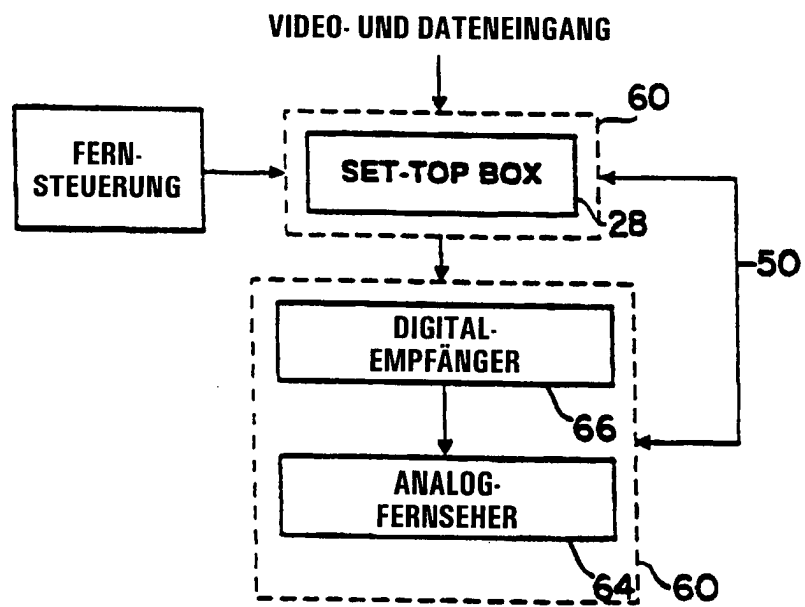 VIDEO- UND DATENEINGANG
60
FERN-
STEUERUNG
SET-TOP BOX
28
50
DIGITAL-
EMPFÄNGER
66
ANALOG-
FERNSEHER
64
60